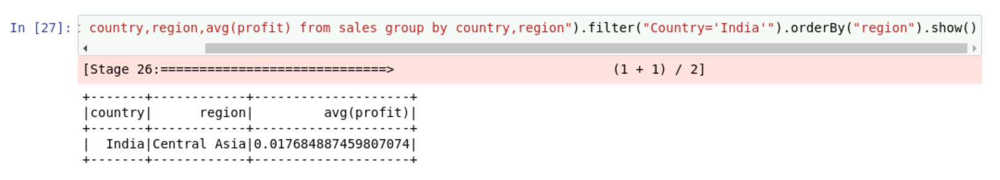 In [27]: : country,region,avg(profit) from sales group by country,region").filter("Country='India'").orderBy("region").show()
[Stage 26:=============================>                            (1 + 1) / 2]
+-------+------------+--------------------+
|country|      region|         avg(profit)|
+-------+------------+--------------------+
|  India|Central Asia|0.017684887459807074|
+-------+------------+--------------------+